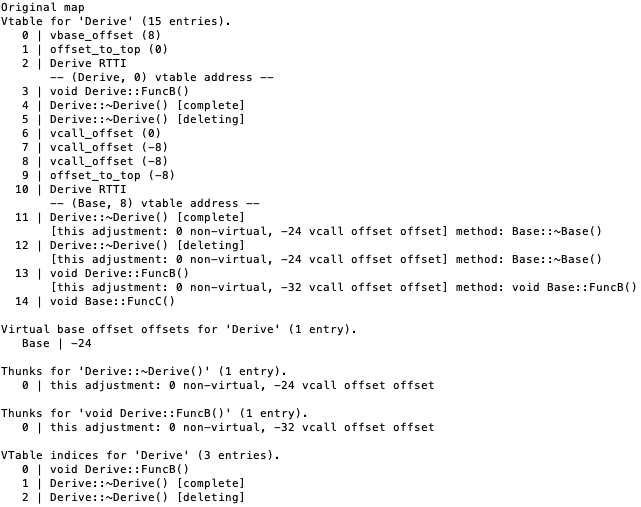 Original map
Vtable for 'Derive' (15 entries).
   0 | vbase_offset (8)
   1 | offset_to_top (0)
   2 | Derive RTTI
       -- (Derive, 0) vtable address --
   3 | void Derive::FuncB()
   4 | Derive::~Derive() [complete]
   5 | Derive::~Derive() [deleting]
   6 | vcall_offset (0)
   7 | vcall_offset (-8)
   8 | vcall_offset (-8)
   9 | offset_to_top (-8)
  10 | Derive RTTI
       -- (Base, 8) vtable address --
  11 | Derive::~Derive() [complete]
       [this adjustment: 0 non-virtual, -24 vcall offset offset] method: Base::~Base()
  12 | Derive::~Derive() [deleting]
       [this adjustment: 0 non-virtual, -24 vcall offset offset] method: Base::~Base()
  13 | void Derive::FuncB()
       [this adjustment: 0 non-virtual, -32 vcall offset offset] method: void Base::FuncB()
  14 | void Base::FuncC()

Virtual base offset offsets for 'Derive' (1 entry).
   Base | -24

Thunks for 'Derive::~Derive()' (1 entry).
   0 | this adjustment: 0 non-virtual, -24 vcall offset offset

Thunks for 'void Derive::FuncB()' (1 entry).
   0 | this adjustment: 0 non-virtual, -32 vcall offset offset

VTable indices for 'Derive' (3 entries).
   0 | void Derive::FuncB()
   1 | Derive::~Derive() [complete]
   2 | Derive::~Derive() [deleting]